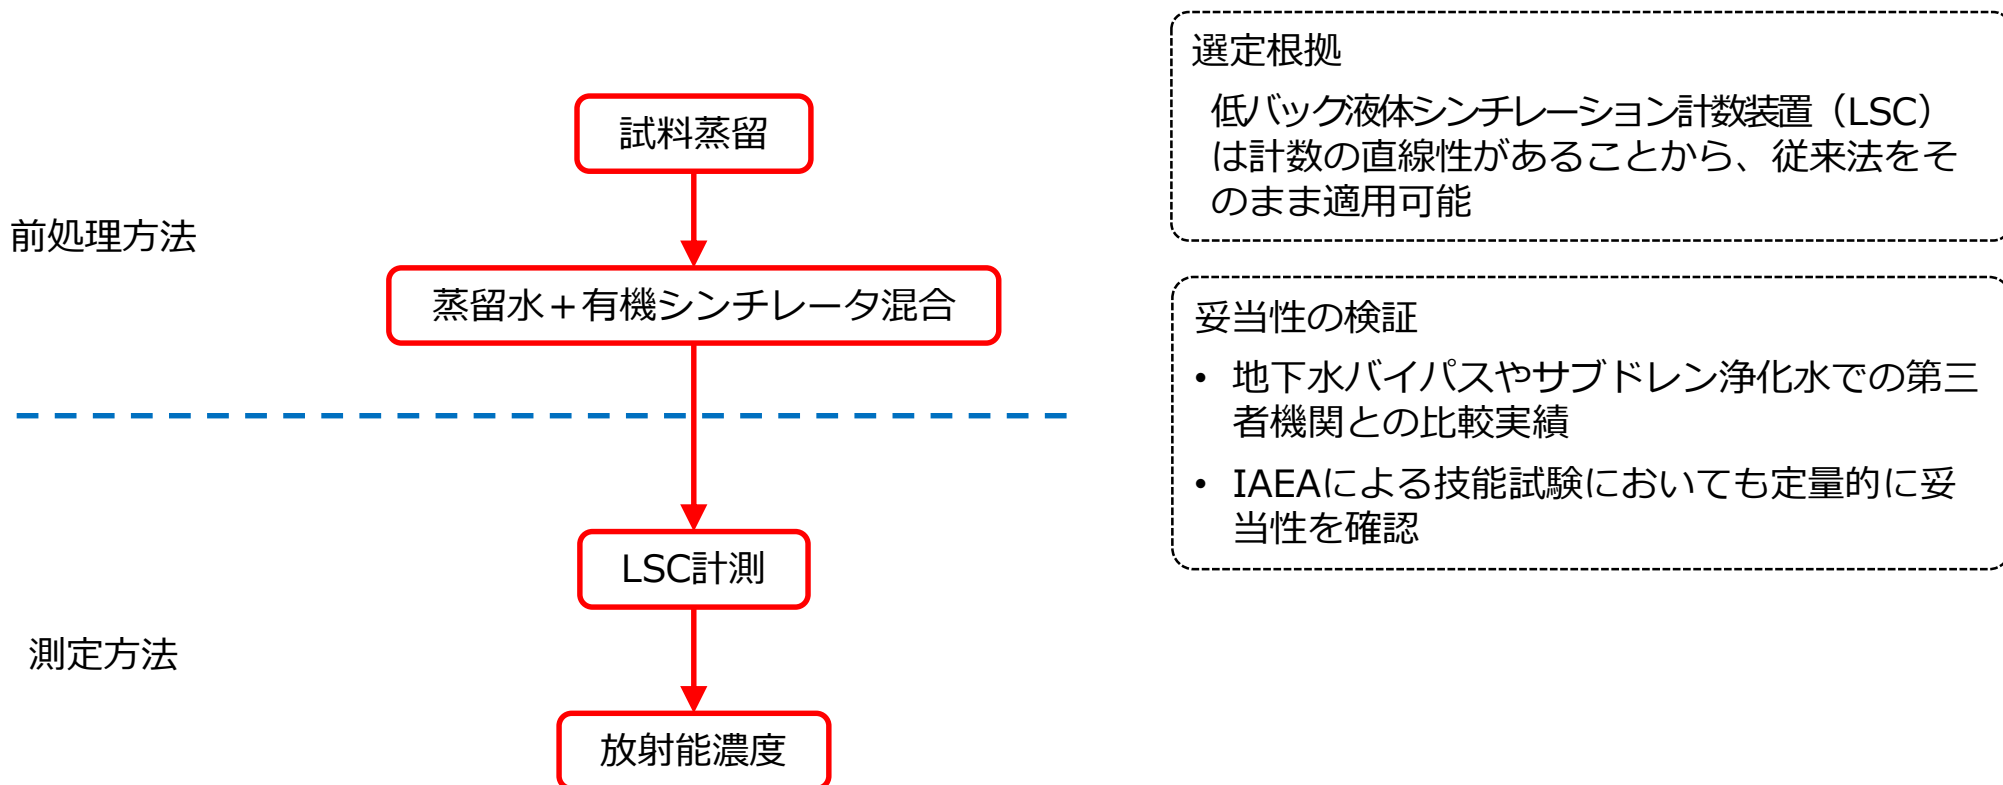 試料蒸留
前処理方法
蒸留水+有機シンチレータ混合
LSC計測
測定方法
放射能濃度
選定根拠
低バック液体シンチレーション計数装置（LSC）
は計数の直線性があることから、従来法をそ
のまま適用可能
妥当性の検証
• 地下水バイパスやサブドレン浄化水での第三
者機関との比較実績
• IAEAによる技能試験においても定量的に妥
当性を確認